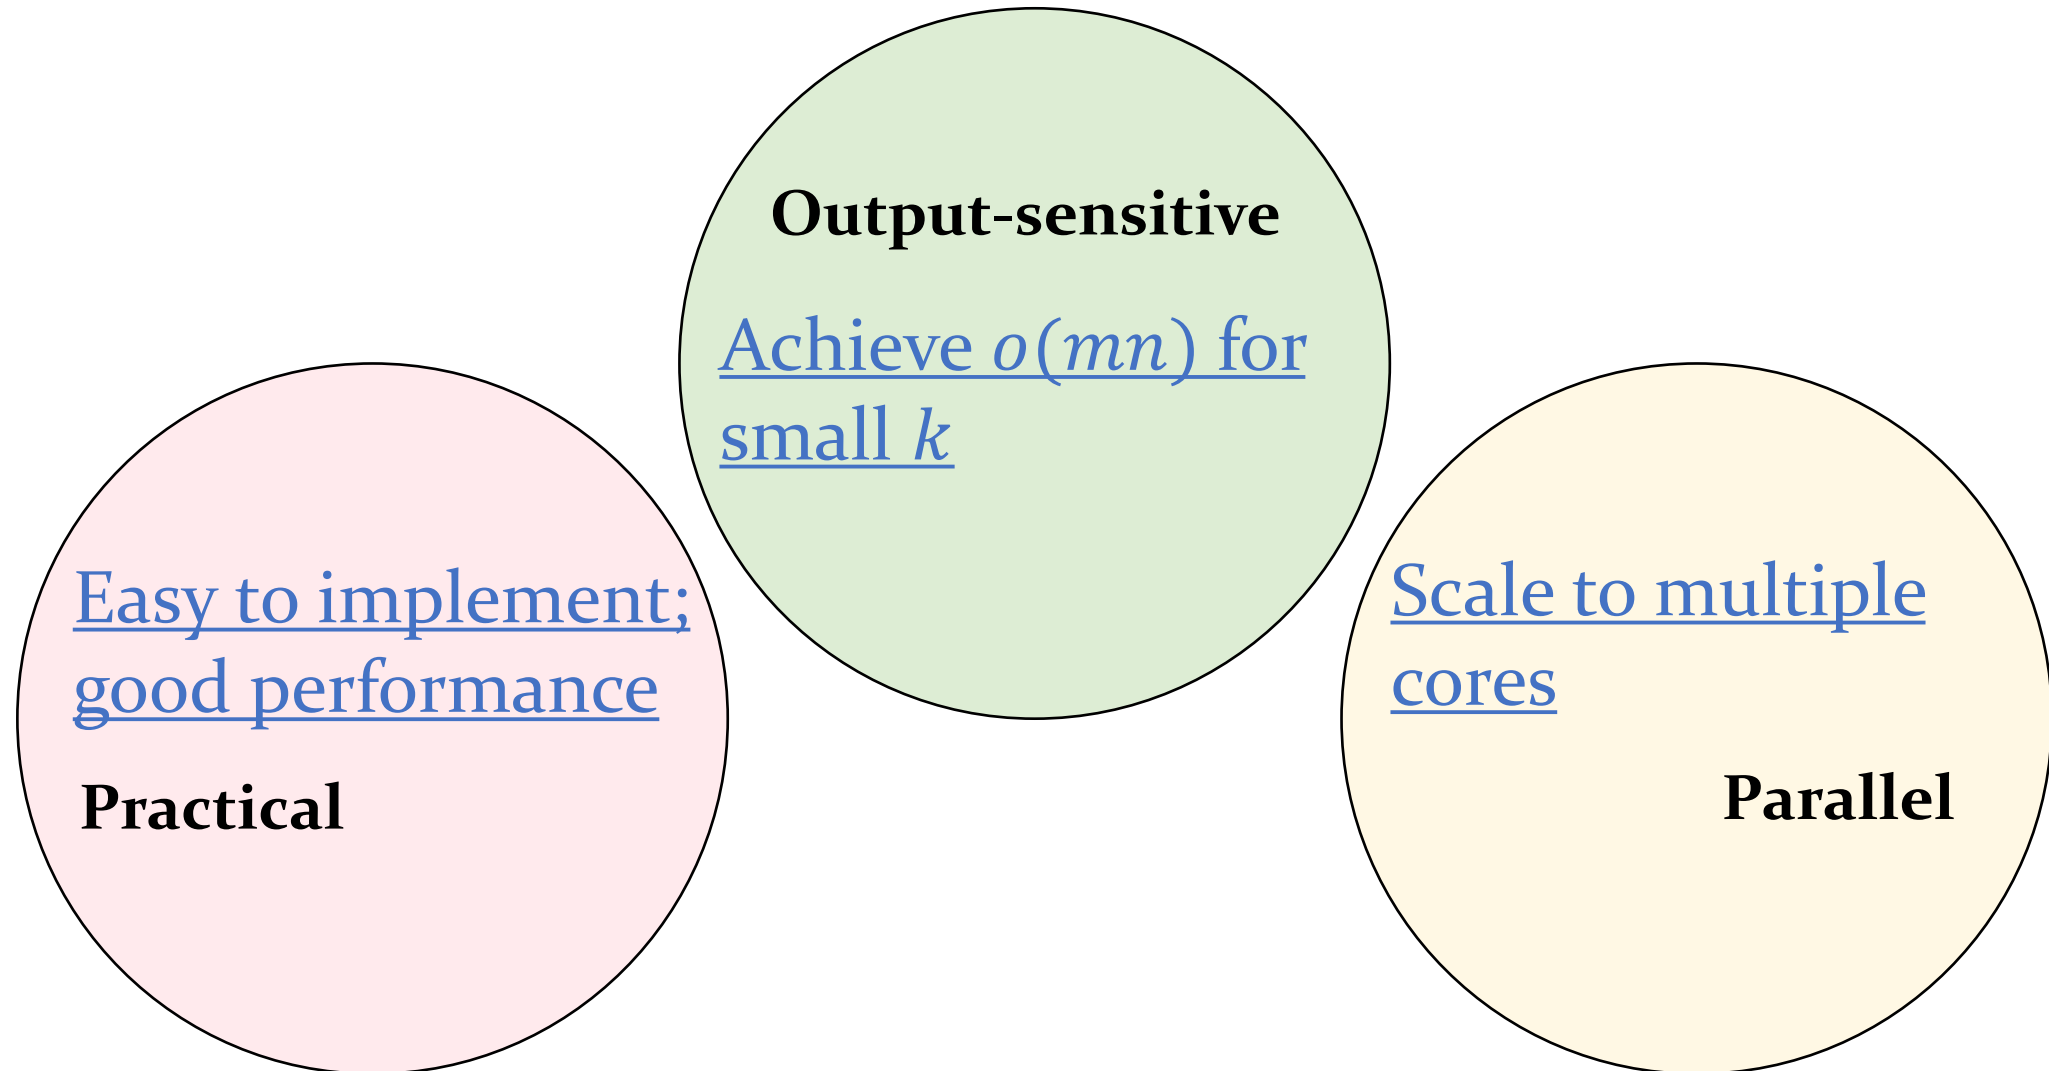 Output-sensitive
Achieve o(mn) for
small k
Easy to implement;
good performance
Practical
Scale to multiple
cores
Parallel